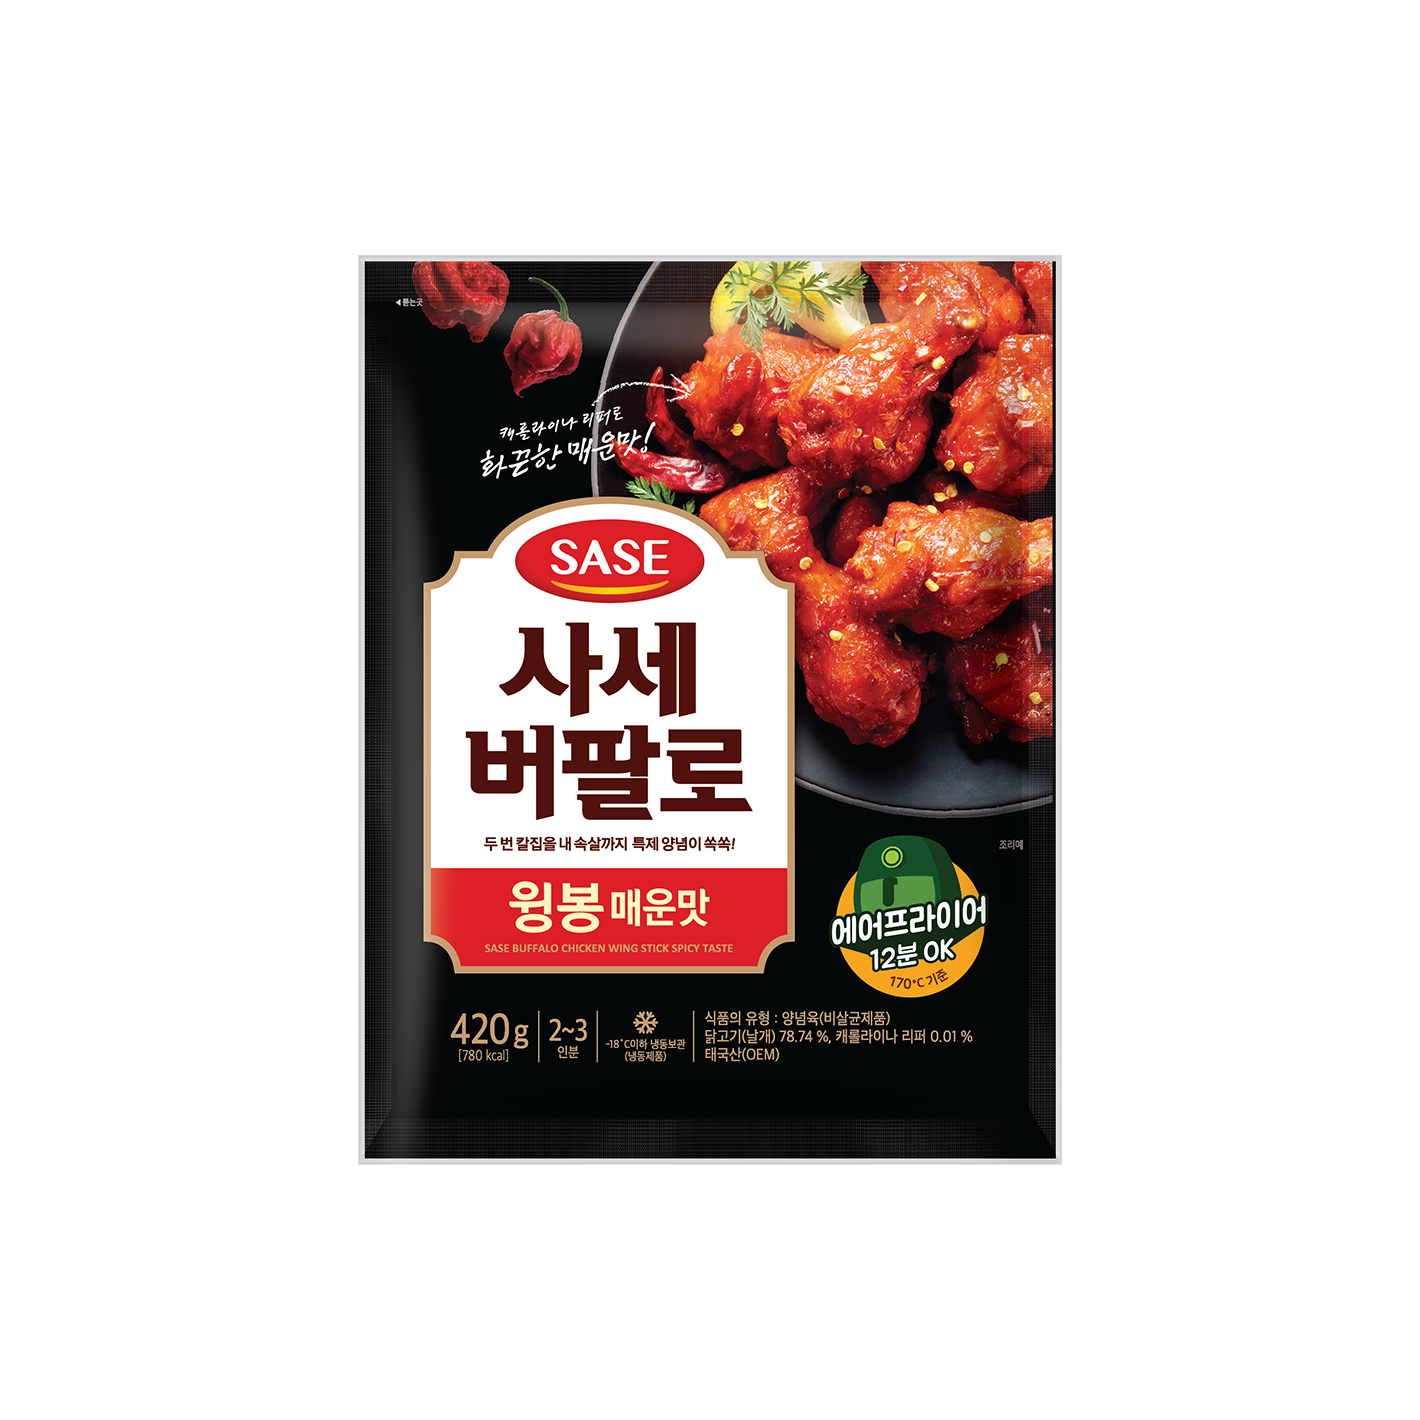 ◀뜯는곳
캐롤라이나 리퍼로
화끈한 매운맛!
SASE
사세
버팔로
두 번 칼집을 내 속살까지 특제 양념이 쏙쏙!
윙봉 매운맛
SASE BUFFALO CHICKEN WING STICK SPICY TASTE
조리예
에어프라이어
12분 OK
170°C 기준
420g
[780 kcal]
2~3
인분
-18˚C이하 냉동보관
(냉동제품)
식품의 유형 : 양념육(비살균제품)
닭고기(날개) 78.74 %, 캐롤라이나 리퍼 0.01 %
태국산(OEM)